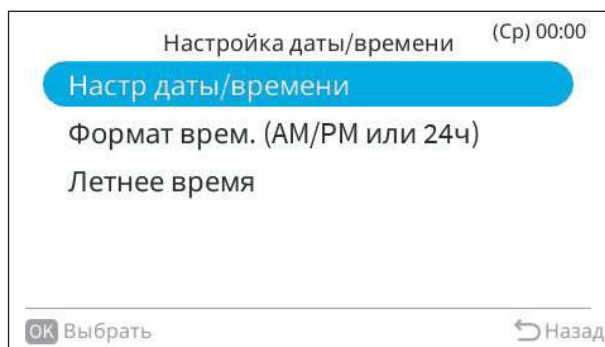 (Ср) 00:00
Настройка даты/времени
Настр даты/времени
Формат врем. (AM/PM или 24ч)
Летнее время
OK Выбрать
Назад